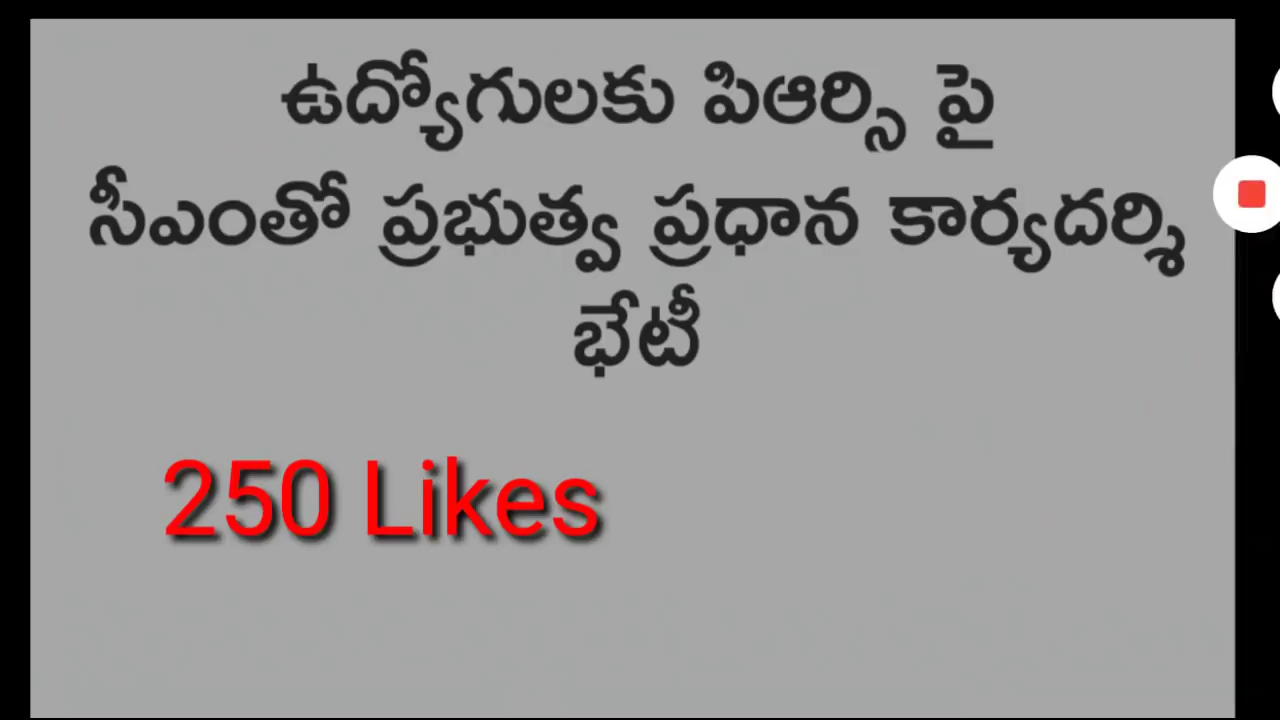 ఉద్యోగులకు పిఆర్సి పై
సీఎంతో ప్రభుత్వ ప్రధాన కార్యదర్శి
భేటీ
250 Likes